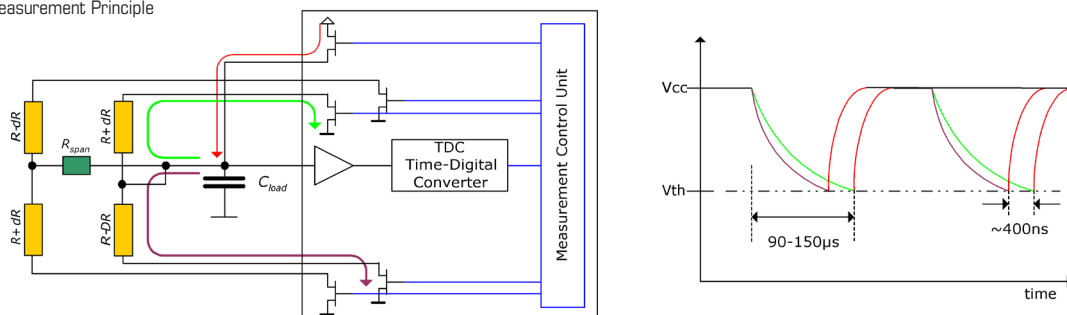 easurement Principle
R-dR
R+dR
Rspan
R+dR
R-DR
Cload
TDC
Time-Digital
Converter
Measurement Control Unit
Vcc
Vth
90-150µs
~400ns
time